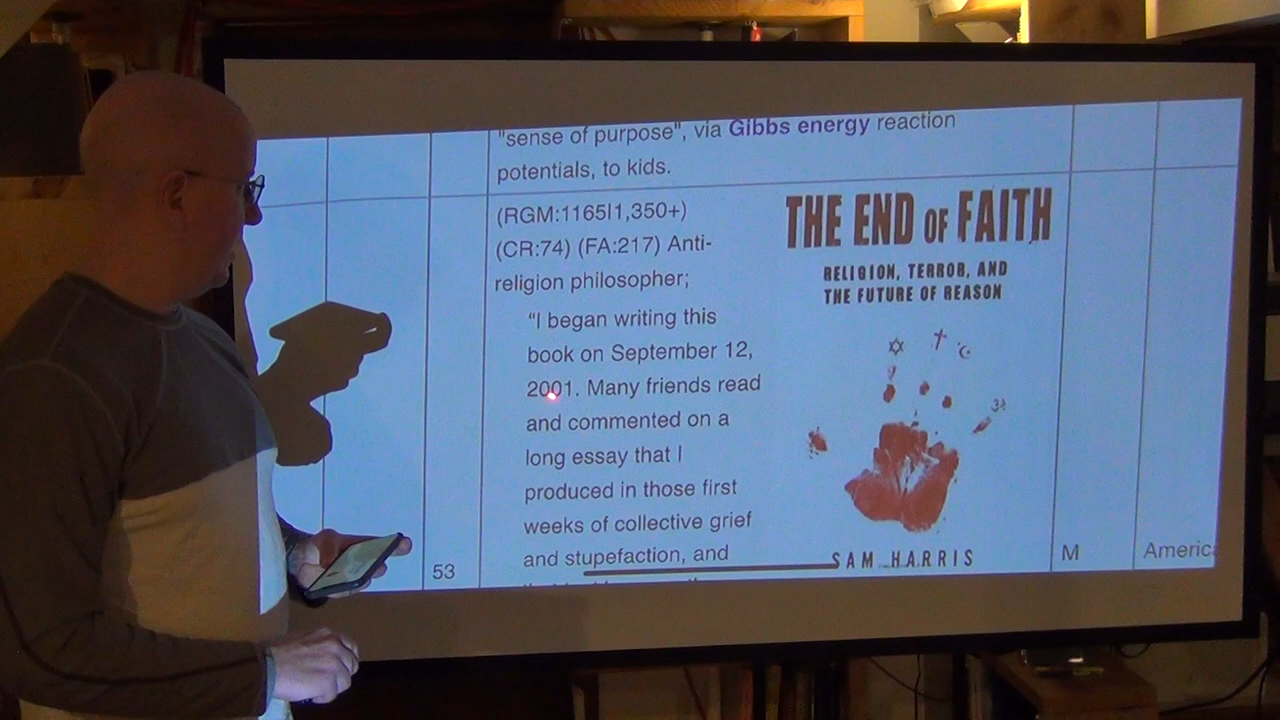 "sense of purpose", via Gibbs energy reaction
potentials, to kids.
(RGM:1165|1,350+)
(CR:74) (FA:217) Anti-
religion philosopher;
“I began writing this
book on September 12,
2001. Many friends read
and commented on a
long essay that I
produced in those first
weeks of collective grief
and stupefaction, and
53
THE END OF FAITH
RELIGION, TERROR, AND
THE FUTURE OF REASON
SAM HARRIS
M
Americ